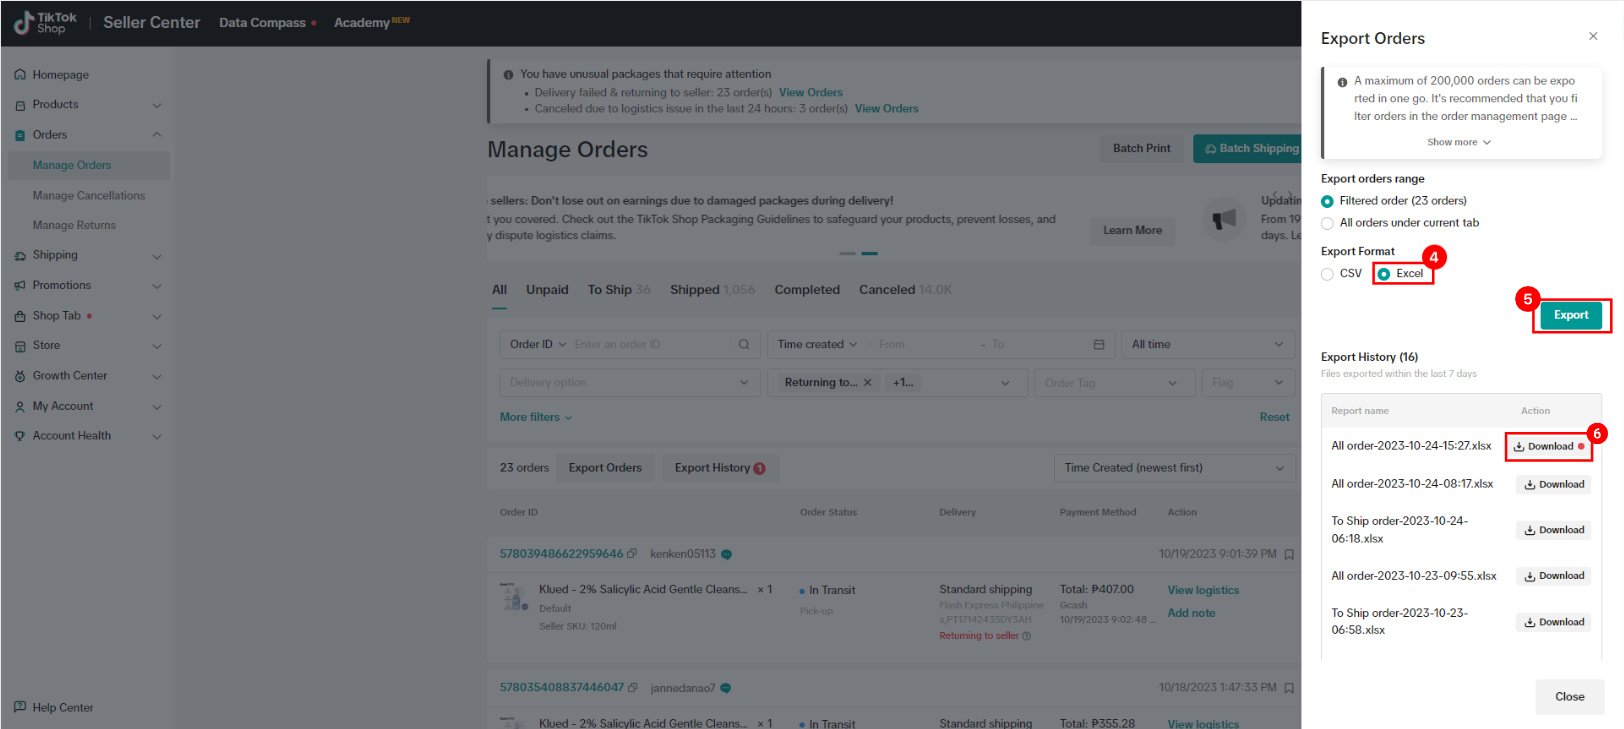 TikTok
Shop
Seller Center
Data Compass
Academy NEW
Homepage
Products
Orders
Manage Orders
Manage Cancellations
Manage Returns
Shipping
Promotions
Shop Tab
Store
Growth Center
My Account
Account Health
Help Center
You have unusual packages that require attention
• Delivery failed & returning to seller: 23 order(s) View Orders
• Canceled due to logistics issue in the last 24 hours: 3 order(s) View Orders
Manage Orders
Batch Print
Batch Shipping
sellers: Don't lose out on earnings due to damaged packages during delivery!
t you covered. Check out the TikTok Shop Packaging Guidelines to safeguard your products, prevent losses, and
y dispute logistics claims.
Learn More
Updatin
From 19
days. Le
All
Unpaid
To Ship 36
Shipped 1,056
Completed
Canceled 14.0K
Order ID
Enter an order ID
Time created
From
- To
All time
Delivery option
Returning to... ×
+1...
Order Tag
Flag
More filters
Reset
23 orders
Export Orders
Export History 1
Time Created (newest first)
Order ID
Order Status
Delivery
Payment Method
Action
578039486622959646
kenken05113
10/19/2023 9:01:39 PM
Klued - 2% Salicylic Acid Gentle Cleans... × 1
Default
Seller SKU: 120ml
In Transit
Pick-up
Standard shipping
Flash Express Philippine
s,PT17142435DY3AH
Returning to seller
Total: ₱407.00
Gcash
10/19/2023 9:02:48 ...
View logistics
Add note
578035408837446047
jannedanao7
10/18/2023 1:47:33 PM
Klued - 2% Salicylic Acid Gentle Cleans... × 1
In Transit
Standard shipping
Total: ₱355.28
View logistics
Export Orders
A maximum of 200,000 orders can be expo
rted in one go. It's recommended that you fi
lter orders in the order management page ...
Show more
Export orders range
Filtered order (23 orders)
All orders under current tab
Export Format
CSV
Excel
4
5
Export
Export History (16)
Files exported within the last 7 days
Report name
Action
All order-2023-10-24-15:27.xlsx
Download
6
All order-2023-10-24-08:17.xlsx
Download
To Ship order-2023-10-24-
06:18.xlsx
Download
All order-2023-10-23-09:55.xlsx
Download
To Ship order-2023-10-23-
06:58.xlsx
Download
Close